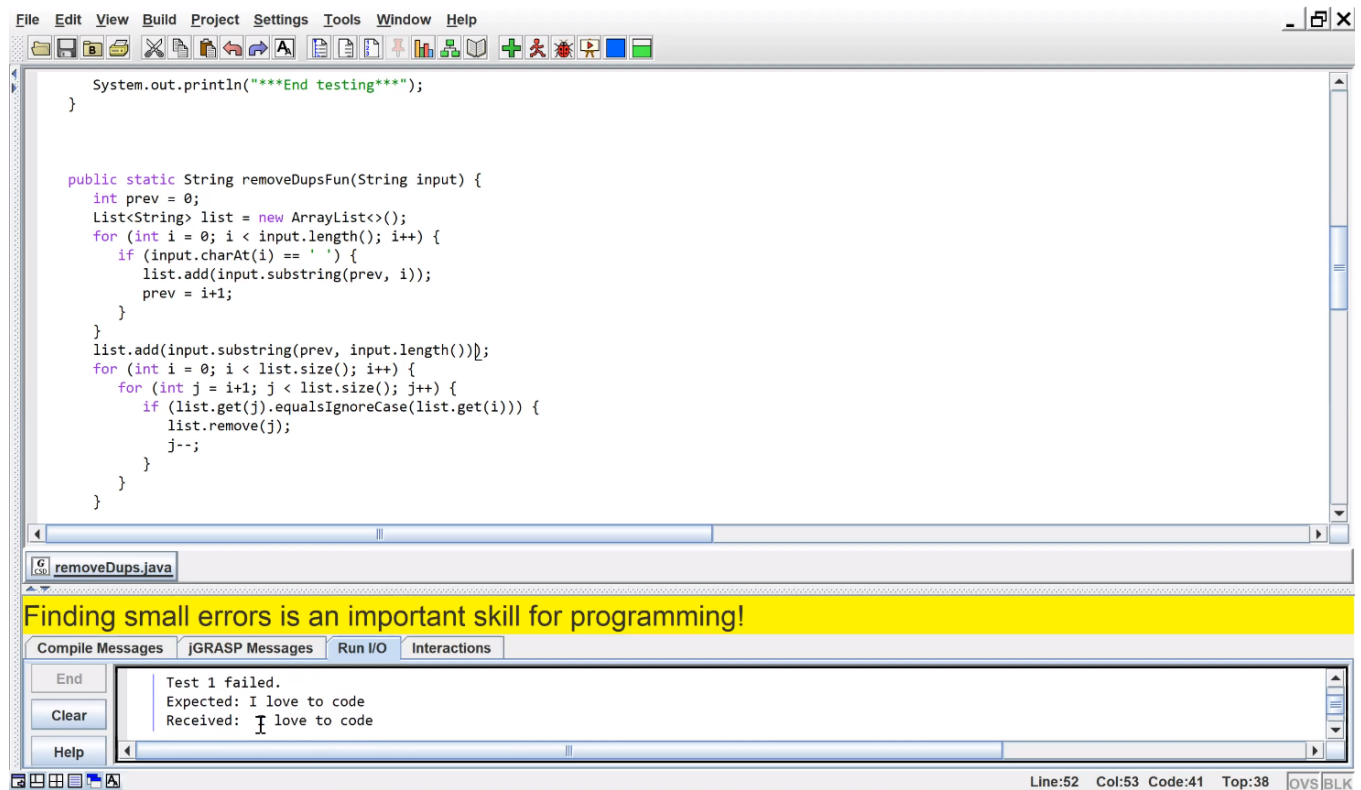 File Edit View Build Project Settings Tools Window Help
System.out.println("***End testing***");
}
public static String removeDupsFun(String input) {
int prev = 0;
List<String> list = new ArrayList<>();
for (int i = 0; i < input.length(); i++) {
if (input.charAt(i) == ' ') {
list.add(input.substring(prev, i));
prev = i+1;
}
}
list.add(input.substring(prev, input.length()));
for (int i = 0; i < list.size(); i++) {
for (int j = i+1; j < list.size(); j++) {
if (list.get(j).equalsIgnoreCase(list.get(i))) {
list.remove(j);
j--;
}
}
}
removeDups.java
Finding small errors is an important skill for programming!
Compile Messages jGRASP Messages Run I/O Interactions
End
Clear
Help
Test 1 failed.
Expected: I love to code
Received: I love to code
Line:52 Col:53 Code:41 Top:38 OVS BLK